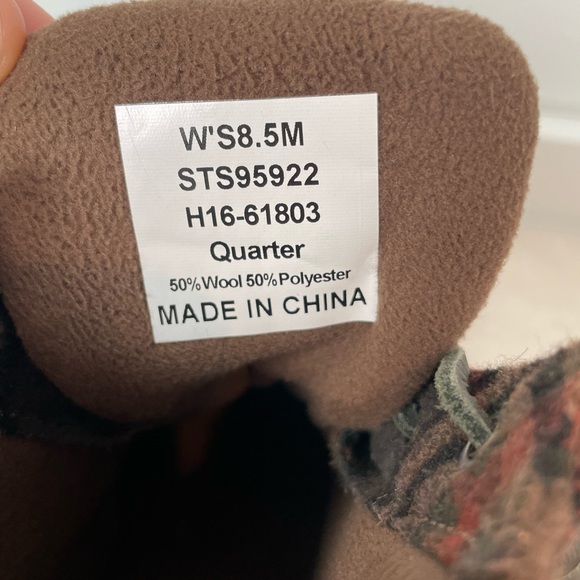 W'S8.5M
STS95922
H16-61803
Quarter
50%Wool 50%Polyester
MADE IN CHINA